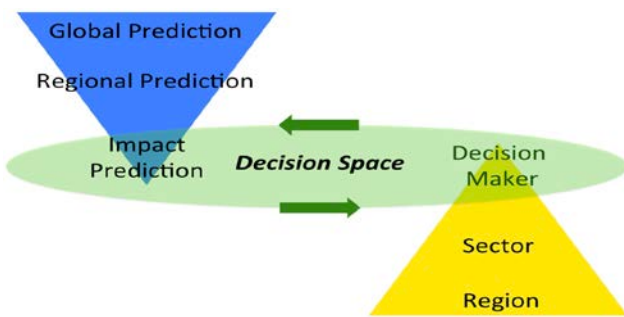 Global Prediction
Regional Prediction
Impact
Prediction
Decision Space
Decision
Maker
Sector
Region